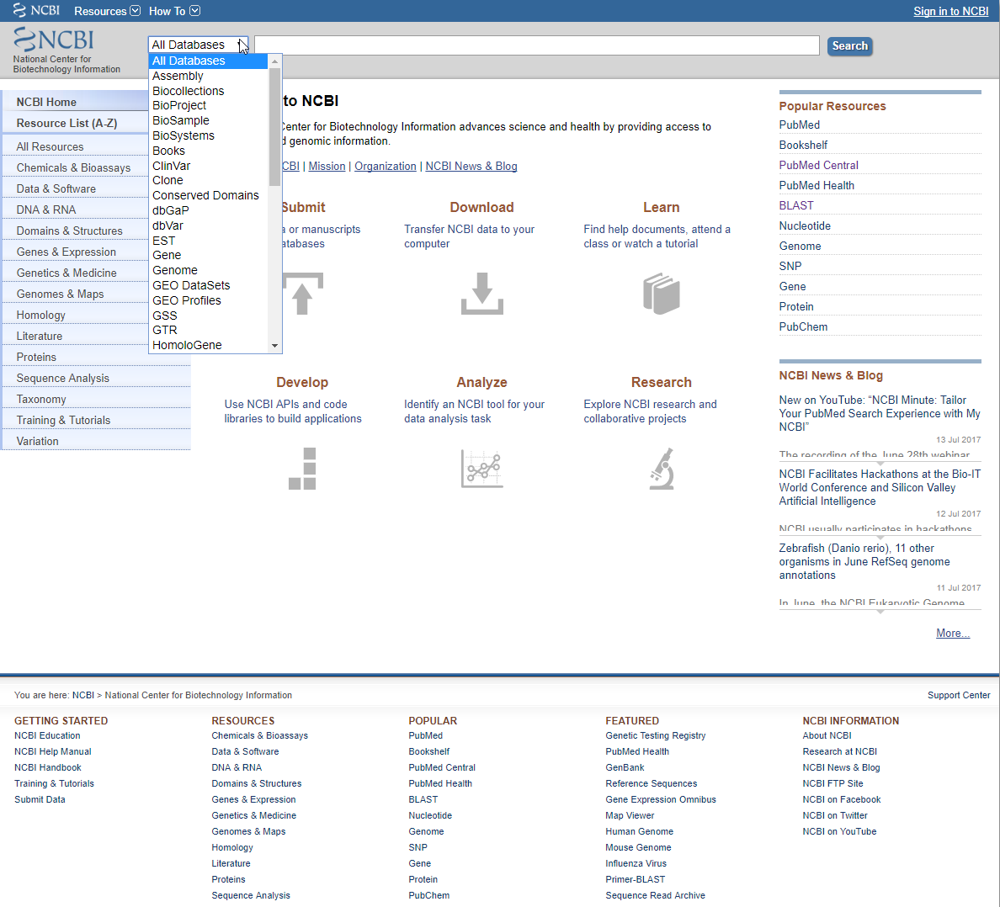 NCBI Resources How To Sign in to NCBI
NCBI
National Center for
Biotechnology Information
All Databases
Search
All Databases
Assembly
Biocollections
BioProject
BioSample
BioSystems
Books
ClinVar
Clone
Conserved Domains
dbGaP
dbVar
EST
Gene
Genome
GEO DataSets
GEO Profiles
GSS
GTR
HomoloGene
NCBI Home
Resource List (A-Z)
All Resources
Chemicals & Bioassays
Data & Software
DNA & RNA
Domains & Structures
Genes & Expression
Genetics & Medicine
Genomes & Maps
Homology
Literature
Proteins
Sequence Analysis
Taxonomy
Training & Tutorials
Variation
to NCBI
Center for Biotechnology Information advances science and health by providing access to
genomic information.
| Mission | Organization | NCBI News & Blog
Submit
or manuscripts
Download
Transfer NCBI data to your
computer
Learn
Find help documents, attend a
class or watch a tutorial
Develop
Use NCBI APIs and code
libraries to build applications
Analyze
Identify an NCBI tool for your
data analysis task
Research
Explore NCBI research and
collaborative projects
Popular Resources
PubMed
Bookshelf
PubMed Central
PubMed Health
BLAST
Nucleotide
Genome
SNP
Gene
Protein
PubChem
NCBI News & Blog
New on YouTube: “NCBI Minute: Tailor
Your PubMed Search Experience with My
NCBI”
13 Jul 2017
The recording of the June 28th webinar
NCBI Facilitates Hackathons at the Bio-IT
World Conference and Silicon Valley
Artificial Intelligence
12 Jul 2017
NCBI usually participates in hackathons
Zebrafish (Danio rerio), 11 other
organisms in June RefSeq genome
annotations
11 Jul 2017
In June, the NCBI Eukaryotic Genome
More...
You are here: NCBI > National Center for Biotechnology Information
Support Center
GETTING STARTED
NCBI Education
NCBI Help Manual
NCBI Handbook
Training & Tutorials
Submit Data
RESOURCES
Chemicals & Bioassays
Data & Software
DNA & RNA
Domains & Structures
Genes & Expression
Genetics & Medicine
Genomes & Maps
Homology
Literature
Proteins
Sequence Analysis
POPULAR
PubMed
Bookshelf
PubMed Central
PubMed Health
BLAST
Nucleotide
Genome
SNP
Gene
Protein
PubChem
FEATURED
Genetic Testing Registry
PubMed Health
GenBank
Reference Sequences
Gene Expression Omnibus
Map Viewer
Human Genome
Mouse Genome
Influenza Virus
Primer-BLAST
Sequence Read Archive
NCBI INFORMATION
About NCBI
Research at NCBI
NCBI News & Blog
NCBI FTP Site
NCBI on Facebook
NCBI on Twitter
NCBI on YouTube